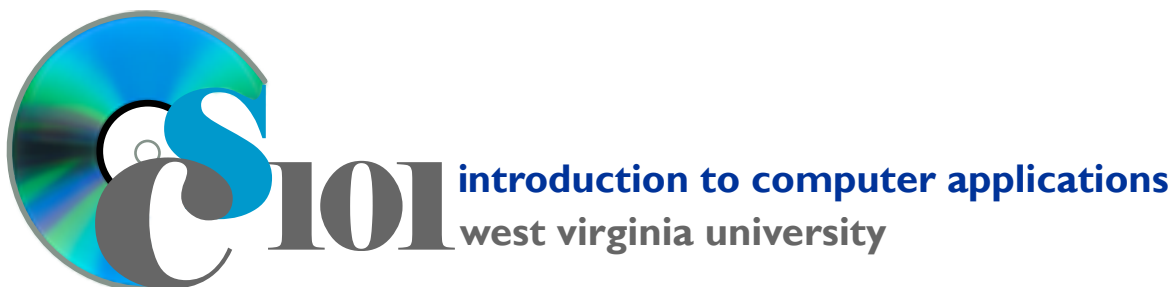 CS101
introduction to computer applications
west virginia university